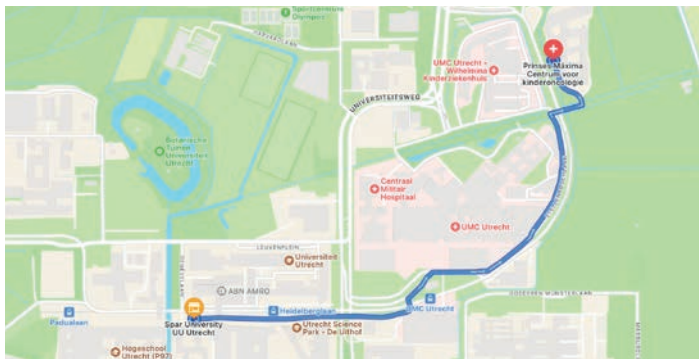 Sportcentrum
Olympos
HARVARDLAAN
UMC Utrecht -
Wilhelmina
Kinderziekenhuis
Prinses Máxima
Centrum voor
kinderoncologie
UNIVERSITEITSWEG
Botanische
Tuinen
Universiteit
Utrecht
Centraal
Militair
Hospitaal
UMC Utrecht
LEUVENPLEIN
Universiteit
Utrecht
ABN AMRO
Padualaan
Spar University
UU Utrecht
Heidelberglaan
UMC Utrecht
Utrecht Science
Park - De Uithof
Hogeschool
Utrecht (P97)